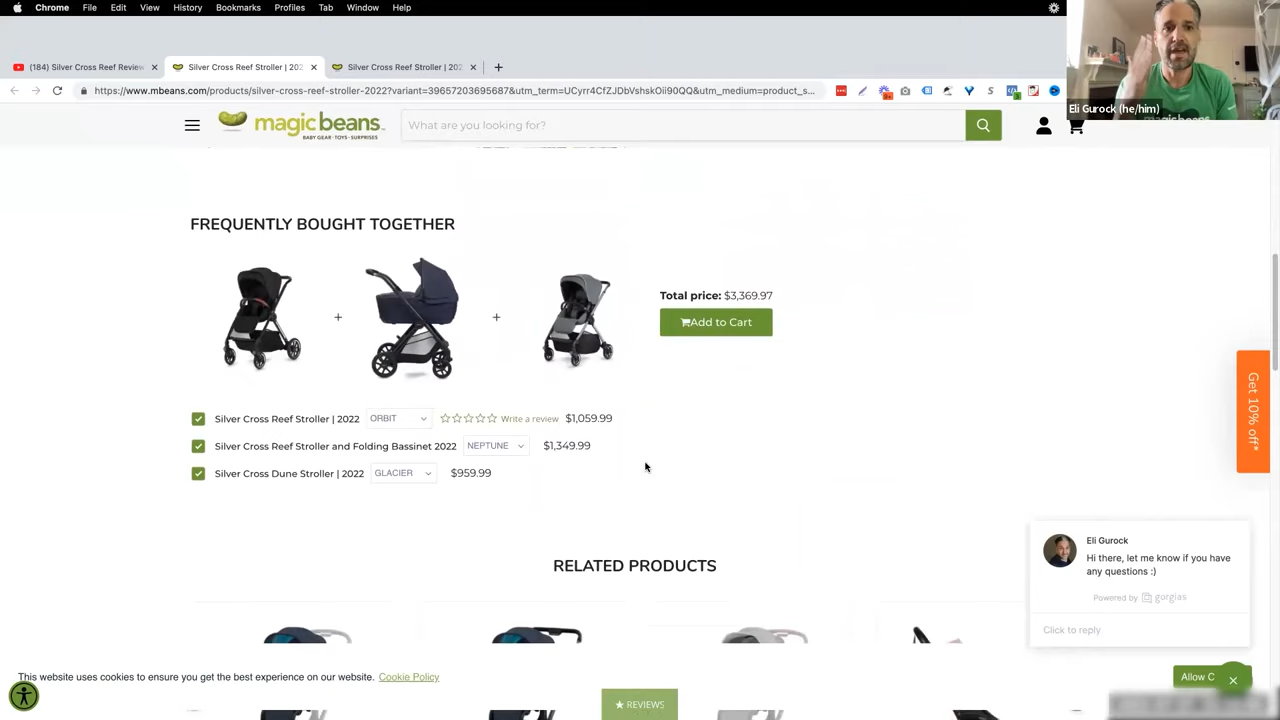 Chrome File Edit View History Bookmarks Profiles Tab Window Help
(184) Silver Cross Reef Review
Silver Cross Reef Stroller | 202
Silver Cross Reef Stroller | 202
https://www.mbeans.com/products/silver-cross-reef-stroller-2022?variant=39657203695687&utm_term=UCyrr4CfZJDbVshskOii90QQ&utm_medium=product_s...
Eli Gurock (he/him)
magic beans
BABY GEAR • TOYS • SURPRISES
What are you looking for?
FREQUENTLY BOUGHT TOGETHER
+
+
Total price: $3,369.97
Add to Cart
Silver Cross Reef Stroller | 2022 ORBIT Write a review $1,059.99
Silver Cross Reef Stroller and Folding Bassinet 2022 NEPTUNE $1,349.99
Silver Cross Dune Stroller | 2022 GLACIER $959.99
Get 10% off*
RELATED PRODUCTS
Eli Gurock
Hi there, let me know if you have
any questions :)
Powered by gorgias
Click to reply
This website uses cookies to ensure you get the best experience on our website. Cookie Policy
Allow C
★ REVIEWS